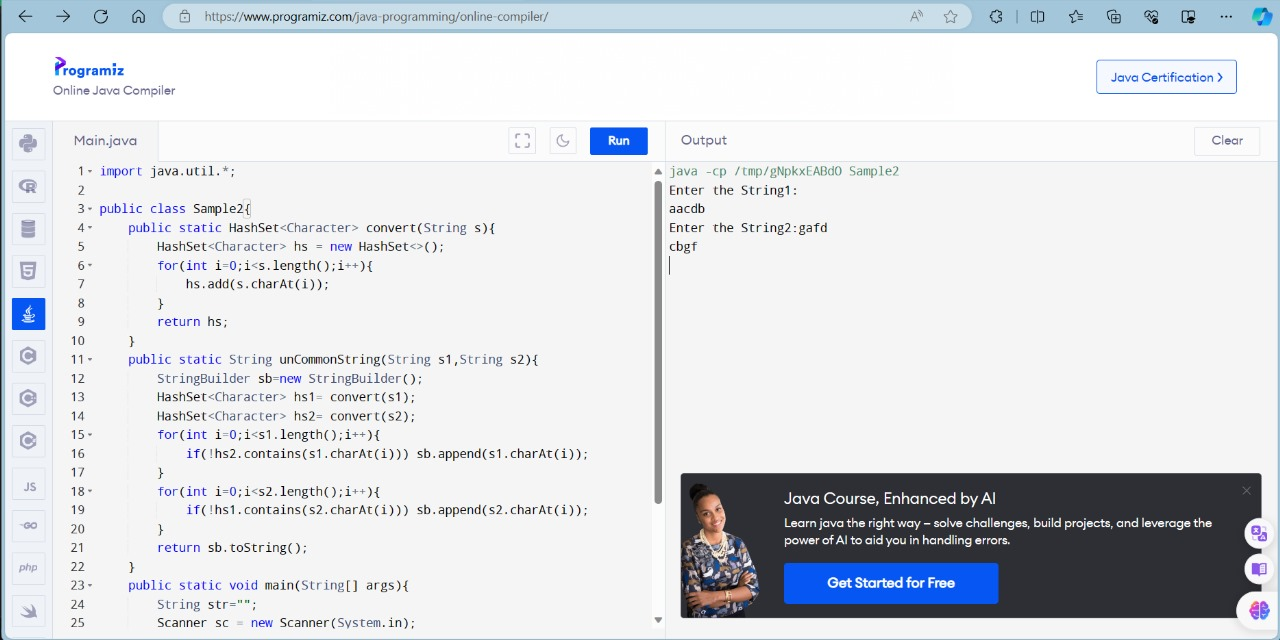 https://www.programiz.com/java-programming/online-compiler/
Programiz
Online Java Compiler
Java Certification >
Main.java
Run
Output
Clear
1 import java.util.*;
2
3 public class Sample2{
4 public static HashSet<Character> convert(String s){
5 HashSet<Character> hs = new HashSet<>();
6 for(int i=0;i<s.length();i++){
7 hs.add(s.charAt(i));
8 }
9 return hs;
10 }
11 public static String unCommonString(String s1,String s2){
12 StringBuilder sb=new StringBuilder();
13 HashSet<Character> hs1= convert(s1);
14 HashSet<Character> hs2= convert(s2);
15 for(int i=0;i<s1.length();i++){
16 if(!hs2.contains(s1.charAt(i))) sb.append(s1.charAt(i));
17 }
18 for(int i=0;i<s2.length();i++){
19 if(!hs1.contains(s2.charAt(i))) sb.append(s2.charAt(i));
20 }
21 return sb.toString();
22 }
23 public static void main(String[] args){
24 String str="";
25 Scanner sc = new Scanner(System.in);
JS
GO
php
java -cp /tmp/gNpkxEABdO Sample2
Enter the String1:
aacdb
Enter the String2:gafd
cbgf
Java Course, Enhanced by AI
Learn java the right way – solve challenges, build projects, and leverage the
power of AI to aid you in handling errors.
Get Started for Free